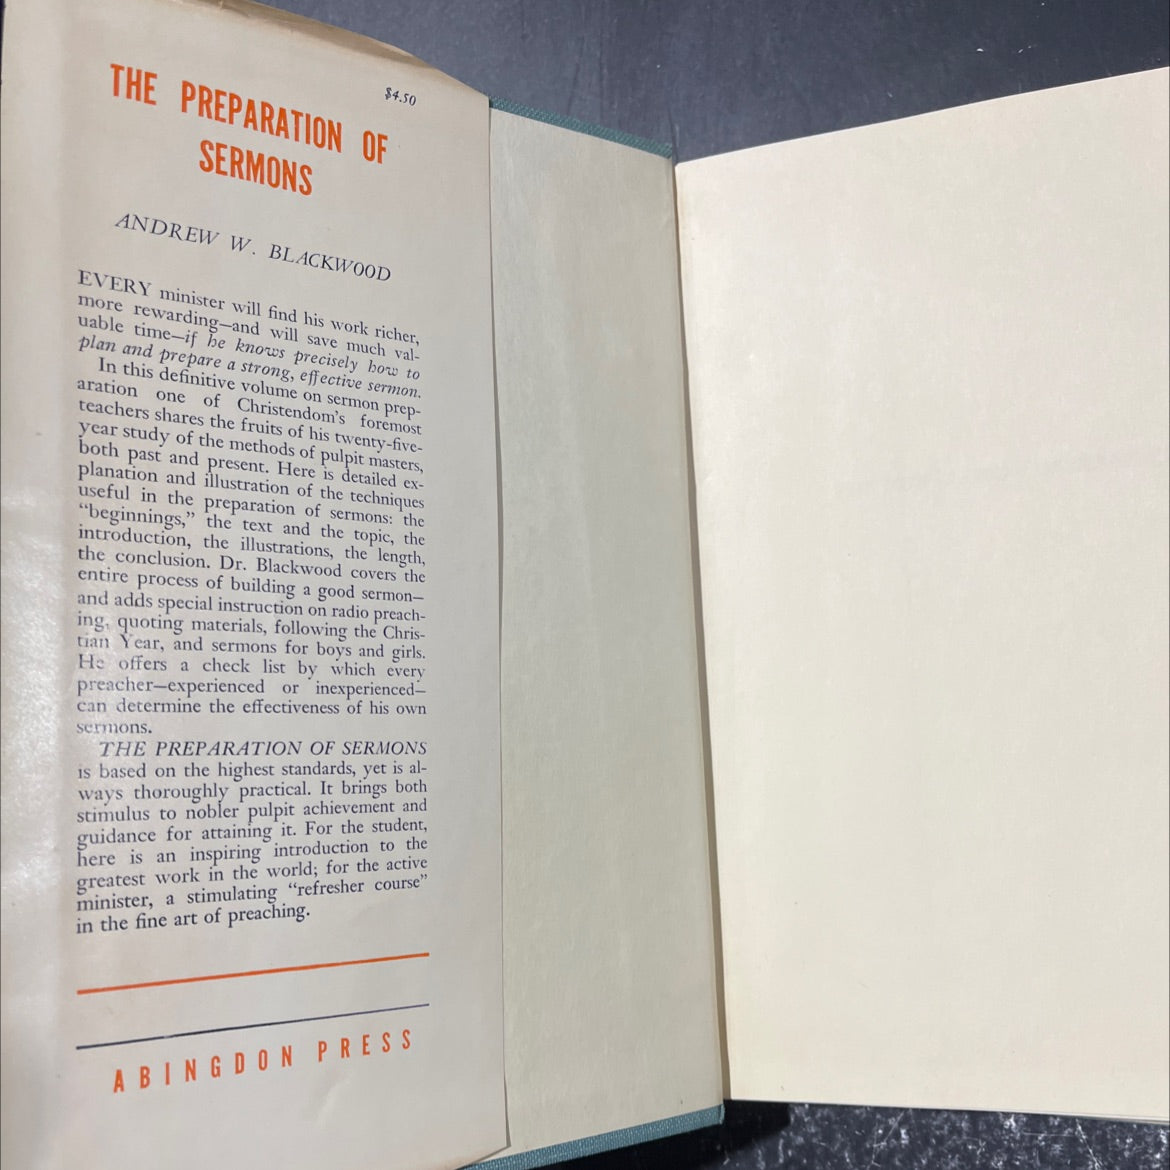 $4.50
THE PREPARATION OF
SERMONS
ANDREW W. BLACKWOOD
EVERY minister will find his work richer,
more rewarding—and will save much val-
uable time—if he knows precisely how to
plan and prepare a strong, effective sermon.
In this definitive volume on sermon prep-
aration one of Christendom's foremost
teachers shares the fruits of his twenty-five-
year study of the methods of pulpit masters,
both past and present. Here is detailed ex-
planation and illustration of the techniques
useful in the preparation of sermons: the
“beginnings,” the text and the topic, the
introduction, the illustrations, the length,
the conclusion. Dr. Blackwood covers the
entire process of building a good sermon—
and adds special instruction on radio preach-
ing, quoting materials, following the Chris-
tian Year, and sermons for boys and girls.
He offers a check list by which every
preacher—experienced or inexperienced—
can determine the effectiveness of his own
sermons.
THE PREPARATION OF SERMONS
is based on the highest standards, yet is al-
ways thoroughly practical. It brings both
stimulus to nobler pulpit achievement and
guidance for attaining it. For the student,
here is an inspiring introduction to the
greatest work in the world; for the active
minister, a stimulating “refresher course”
in the fine art of preaching.
ABINGDON PRESS